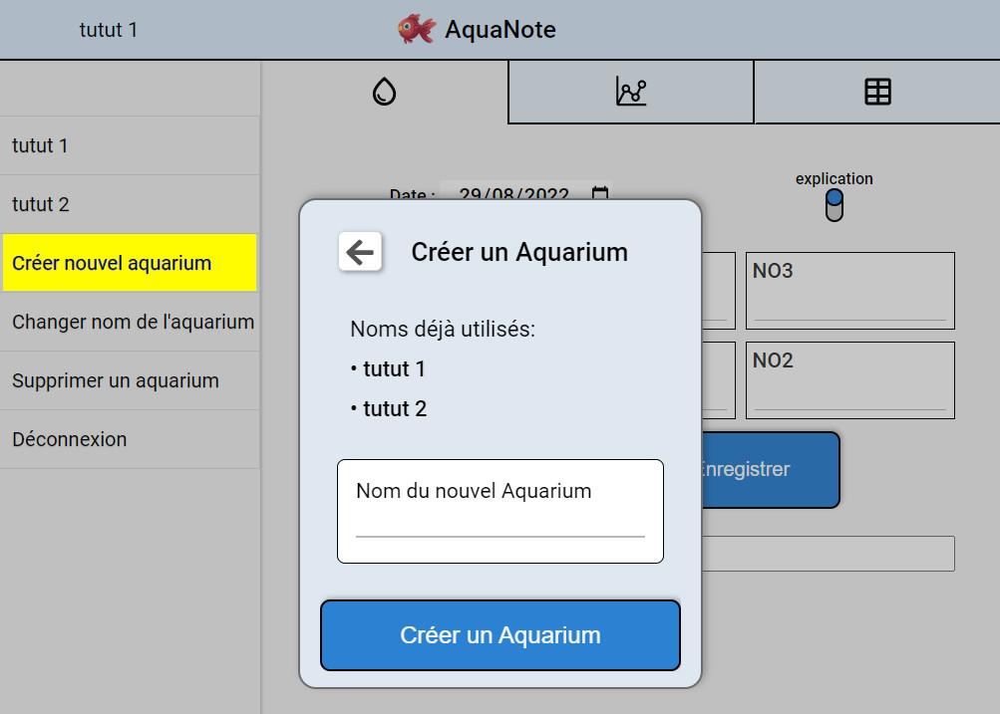 tutut 1
AquaNote
tutut 1
tutut 2
Créer nouvel aquarium
Changer nom de l'aquarium
Supprimer un aquarium
Déconnexion
Date : 29/08/2022
explication
Créer un Aquarium
Noms déjà utilisés:
• tutut 1
• tutut 2
Nom du nouvel Aquarium
Créer un Aquarium
NO3
NO2
Enregistrer